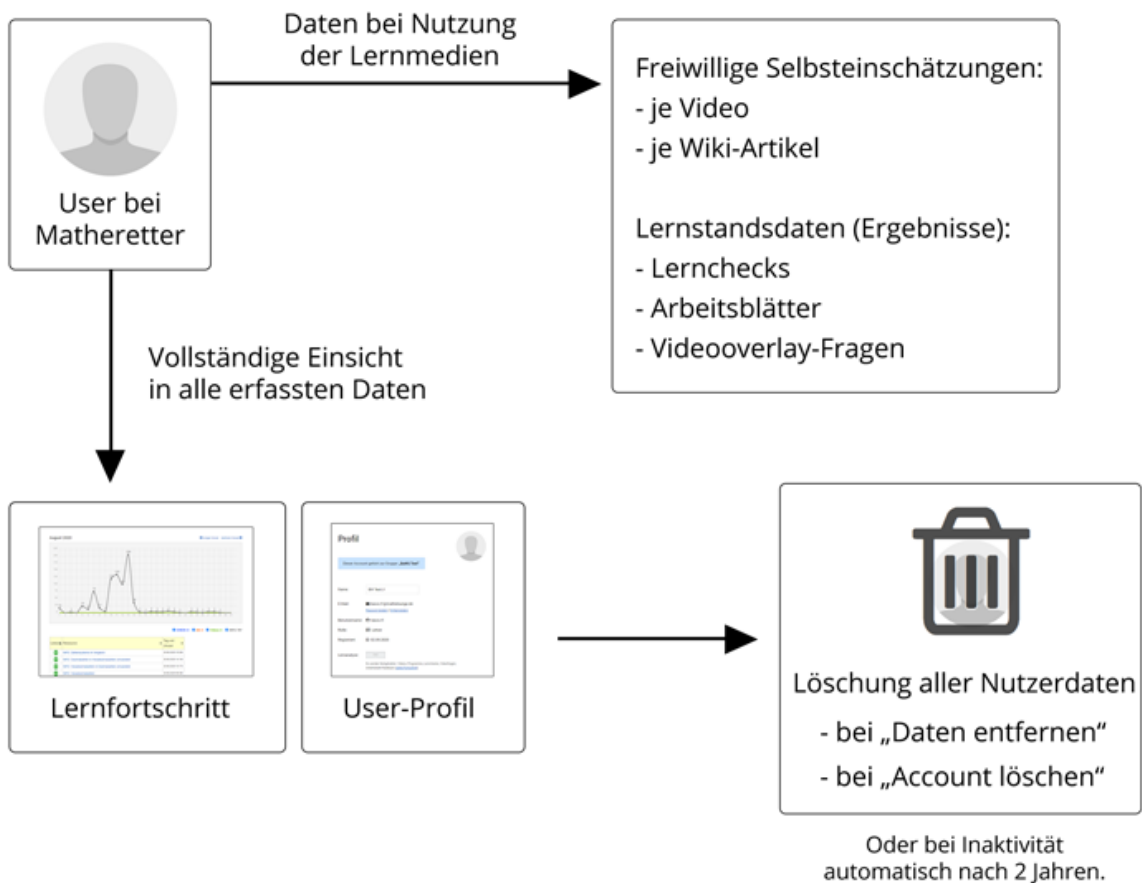 Daten bei Nutzung
der Lernmedien
User bei
Matheretter
Freiwillige Selbsteinschätzungen:
- je Video
- je Wiki-Artikel
Lernstandsdaten (Ergebnisse):
- Lernchecks
- Arbeitsblätter
- Videooverlay-Fragen
Vollständige Einsicht
in alle erfassten Daten
Lernfortschritt
Profil
User-Profil
Löschung aller Nutzerdaten
- bei „Daten entfernen“
- bei „Account löschen“
Oder bei Inaktivität
automatisch nach 2 Jahren.